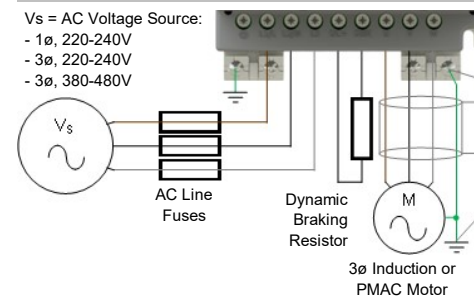 Vs = AC Voltage Source:
- 1ø, 220-240V
- 3ø, 220-240V
- 3ø, 380-480V
Vs
AC Line
Fuses
Dynamic
Braking
Resistor
M
3ø Induction or
PMAC Motor